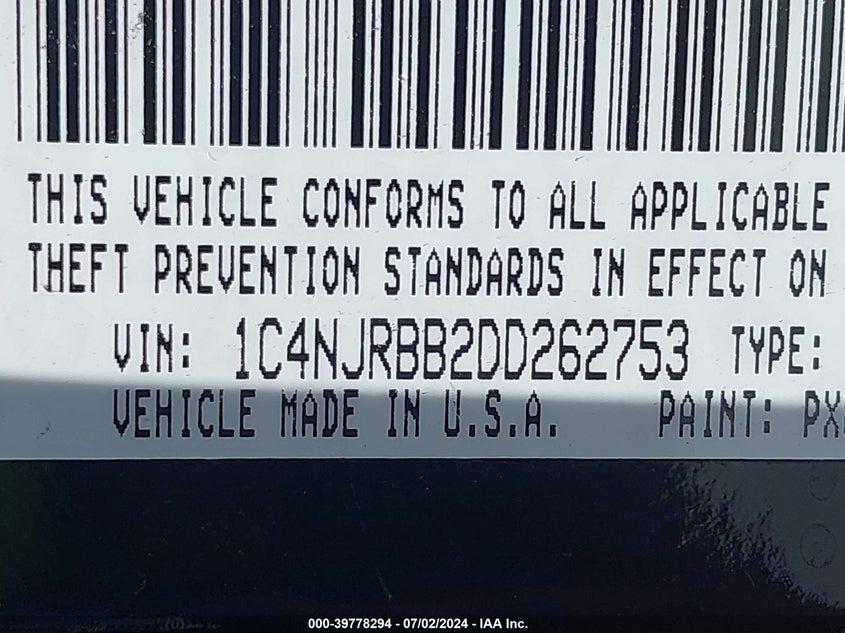 THIS VEHICLE CONFORMS TO ALL APPLICABLE
THEFT PREVENTION STANDARDS IN EFFECT ON
VIN: 1C4NJRBB2DD262753 TYPE:
VEHICLE MADE IN U.S.A. PAINT: PX
000-39778294 - 07/02/2024 - IAA Inc.